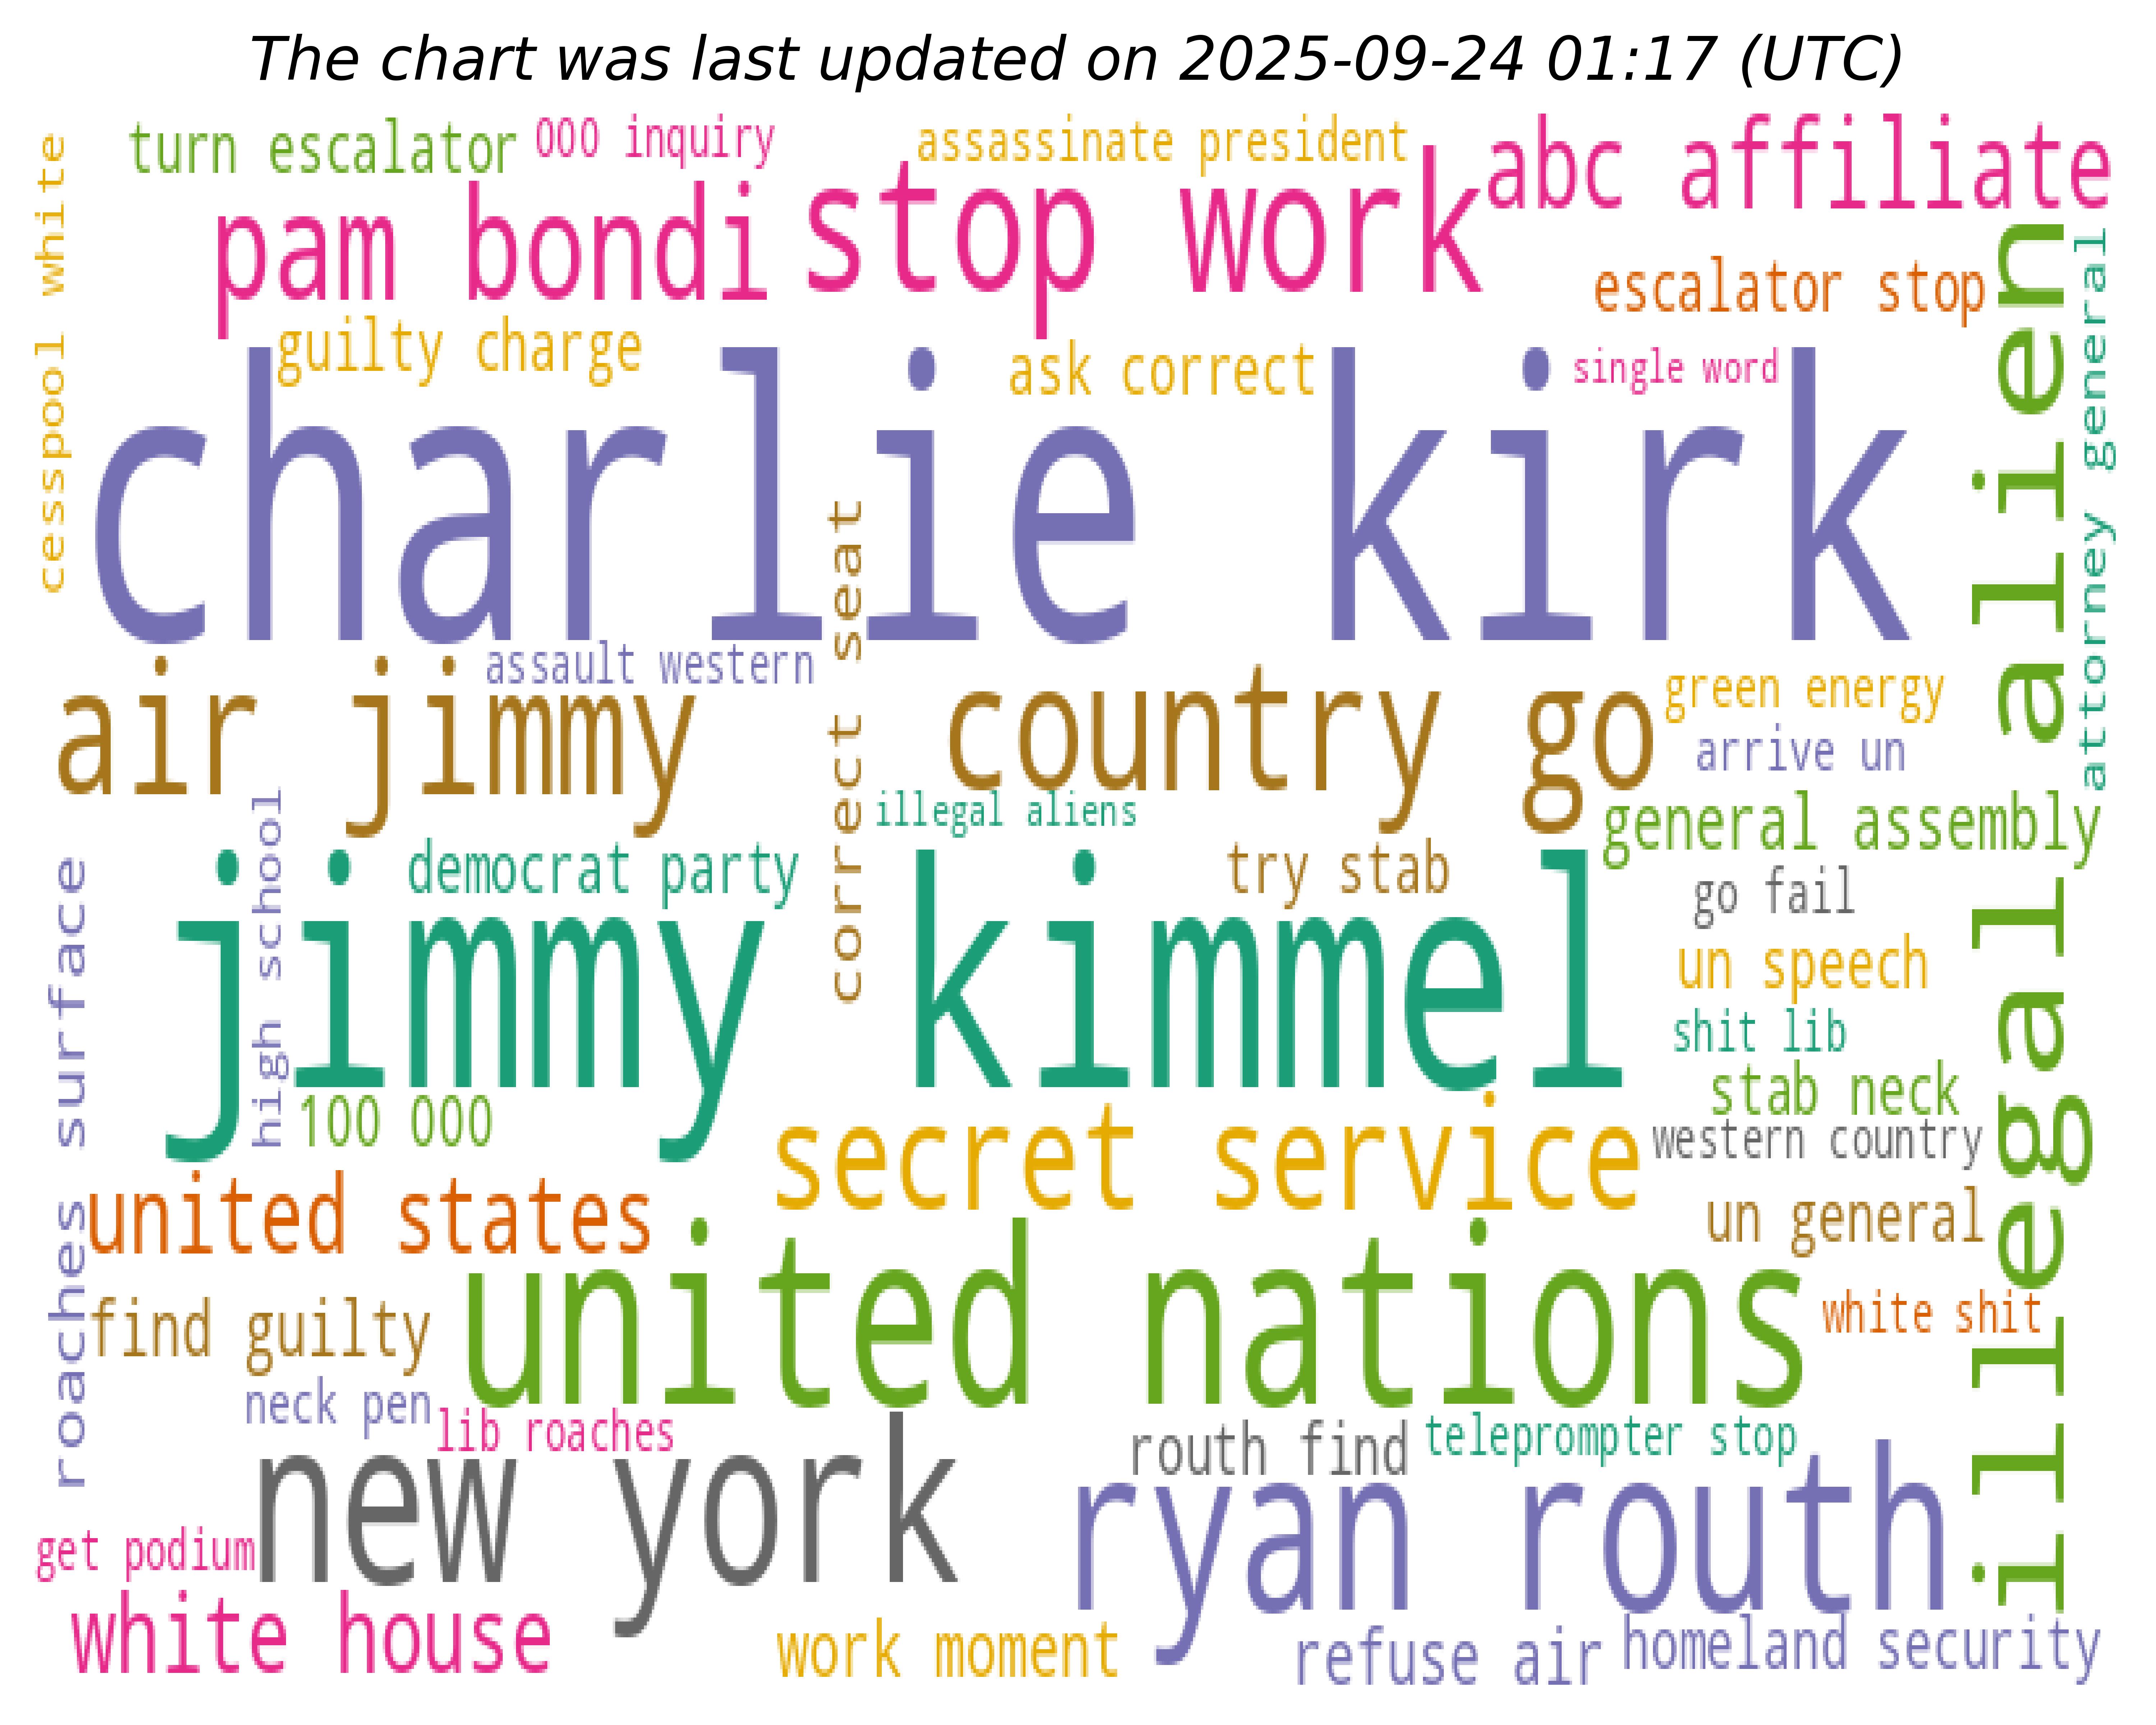 The chart was last updated on 2025-09-24 01:17 (UTC)
turn escalator
000 inquiry
assassinate president
abc affiliate
cesspool white
pam bondi
stop work
escalator stop
attorney general
illegal alien
guilty charge
ask correct
single word
charlie kirk
correct seat
assault western
air jimmy
country go
green energy
arrive un
illegal aliens
general assembly
high school
democrat party
try stab
go fail
roaches surface
jimmy kimmel
un speech
shit lib
stab neck
100 000
secret service
western country
united states
un general
united nations
find guilty
white shit
neck pen
lib roaches
routh find
teleprompter stop
new york
ryan routh
get podium
white house
work moment
refuse air
homeland security